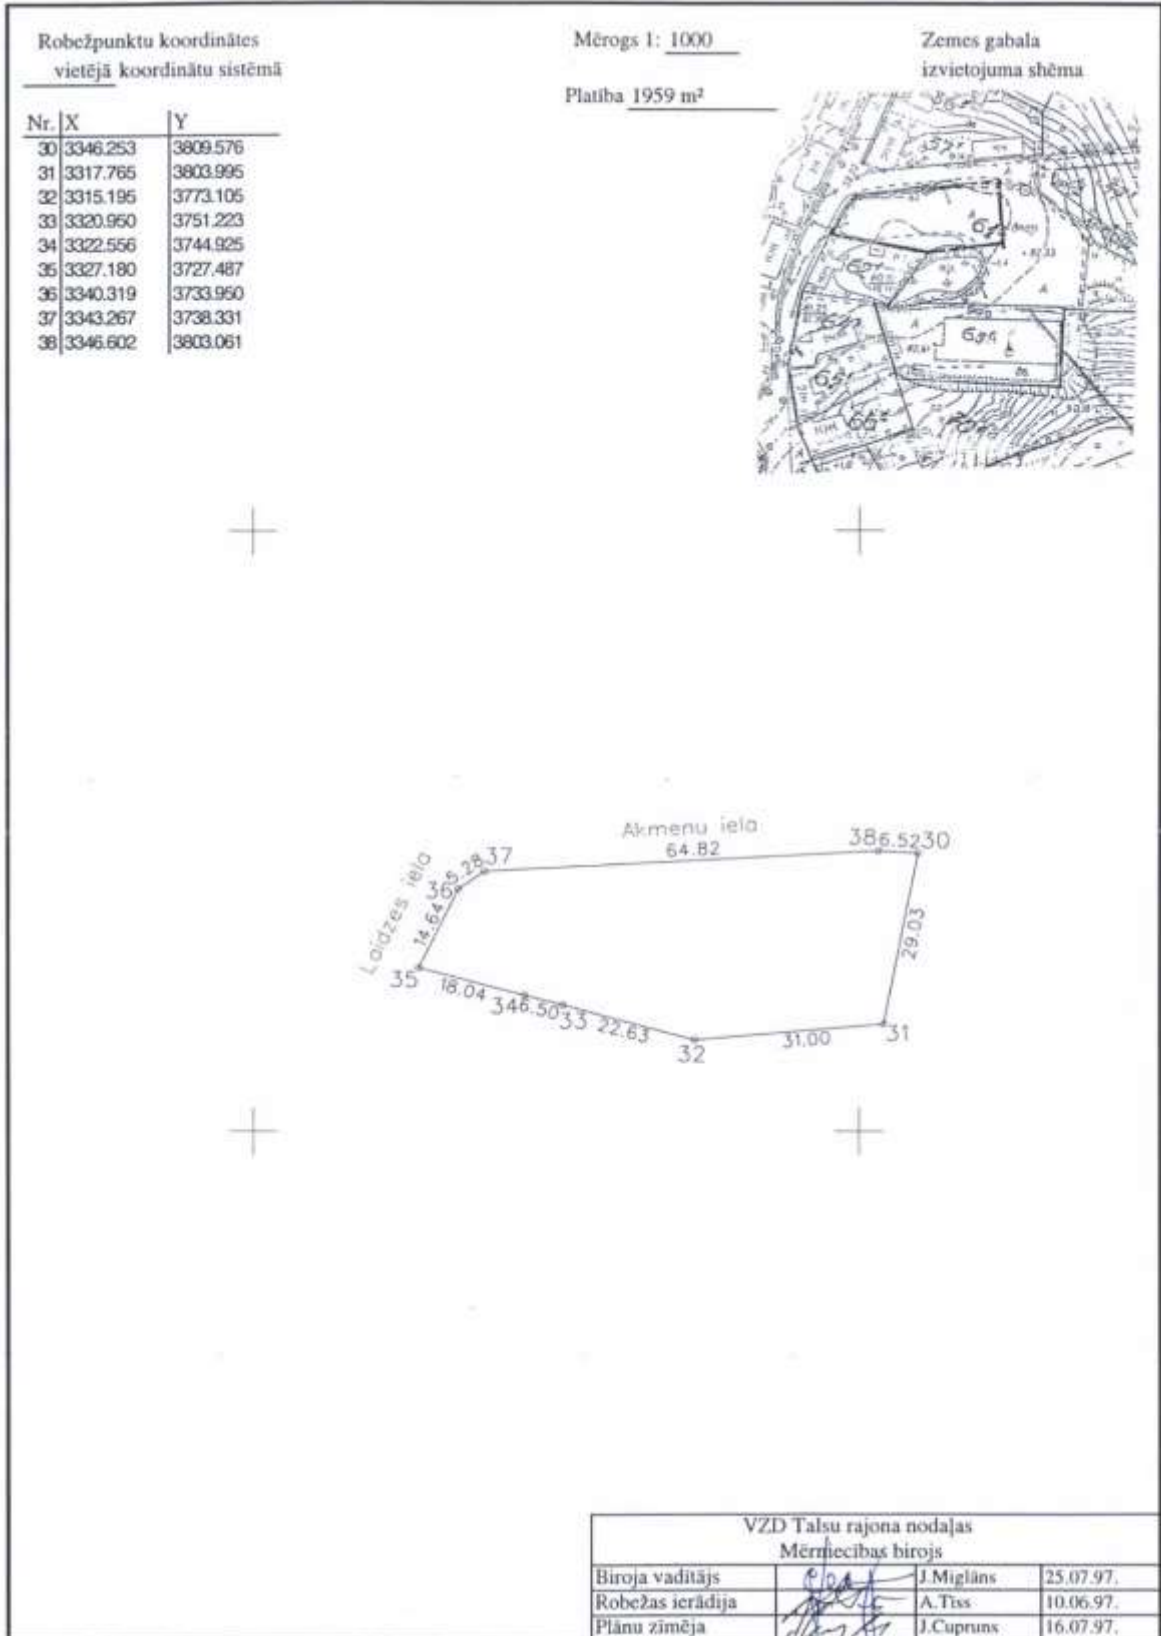 Robežpunktu koordinātes
vietējā koordinātu sistēmā
Mērogs 1: 1000
Platība 1959 m²
Zemes gabala
izvietojuma shēma
Nr. X Y
30 3346.253 3809.576
31 3317.765 3803.995
32 3315.195 3773.105
33 3320.950 3751.223
34 3322.556 3744.925
35 3327.180 3727.487
36 3340.319 3733.950
37 3343.267 3738.331
38 3346.602 3803.061
Akmenu iela
64.82
38 6.52 30
37
5.28
36
Laidzes iela
14.64
29.03
35
18.04
34 6.50 33
22.63
32
31.00
31
VZD Talsu rajona nodaļas
Mērniecības birojs
Biroja vadītājs J.Miglāns 25.07.97.
Robežas ierādīja A.Tiss 10.06.97.
Plānu zīmēja J.Cupruns 16.07.97.